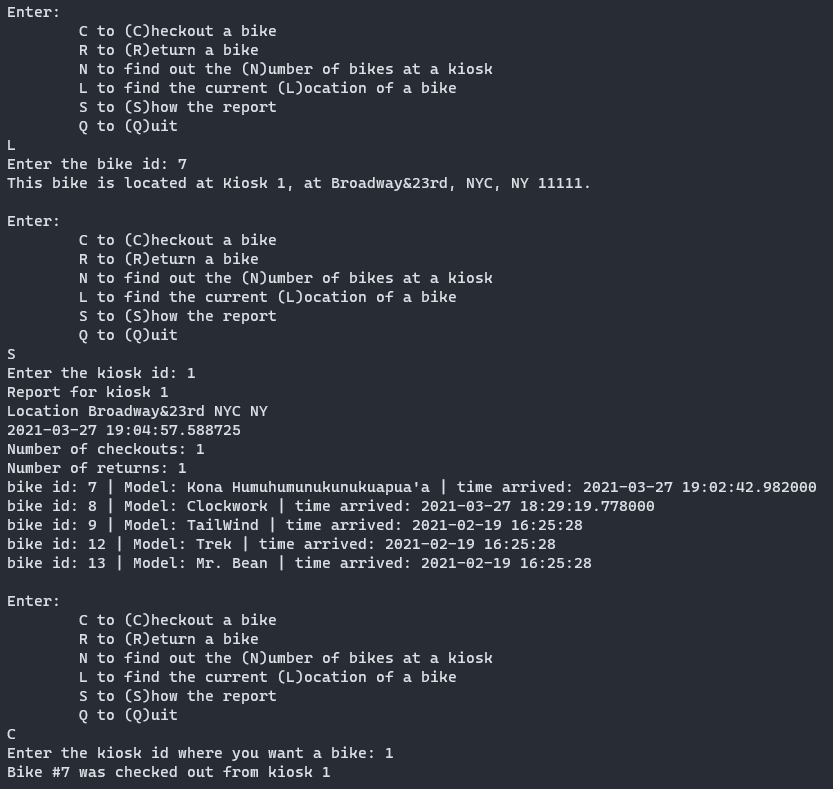 Enter:
        C to (C)heckout a bike
        R to (R)eturn a bike
        N to find out the (N)umber of bikes at a kiosk
        L to find the current (L)ocation of a bike
        S to (S)how the report
        Q to (Q)uit
L
Enter the bike id: 7
This bike is located at Kiosk 1, at Broadway&23rd, NYC, NY 11111.

Enter:
        C to (C)heckout a bike
        R to (R)eturn a bike
        N to find out the (N)umber of bikes at a kiosk
        L to find the current (L)ocation of a bike
        S to (S)how the report
        Q to (Q)uit
S
Enter the kiosk id: 1
Report for kiosk 1
Location Broadway&23rd NYC NY
2021-03-27 19:04:57.588725
Number of checkouts: 1
Number of returns: 1
bike id: 7 | Model: Kona Humuhumunukunukuapua'a | time arrived: 2021-03-27 19:02:42.982000
bike id: 8 | Model: Clockwork | time arrived: 2021-03-27 18:29:19.778000
bike id: 9 | Model: TailWind | time arrived: 2021-02-19 16:25:28
bike id: 12 | Model: Trek | time arrived: 2021-02-19 16:25:28
bike id: 13 | Model: Mr. Bean | time arrived: 2021-02-19 16:25:28

Enter:
        C to (C)heckout a bike
        R to (R)eturn a bike
        N to find out the (N)umber of bikes at a kiosk
        L to find the current (L)ocation of a bike
        S to (S)how the report
        Q to (Q)uit
C
Enter the kiosk id where you want a bike: 1
Bike #7 was checked out from kiosk 1